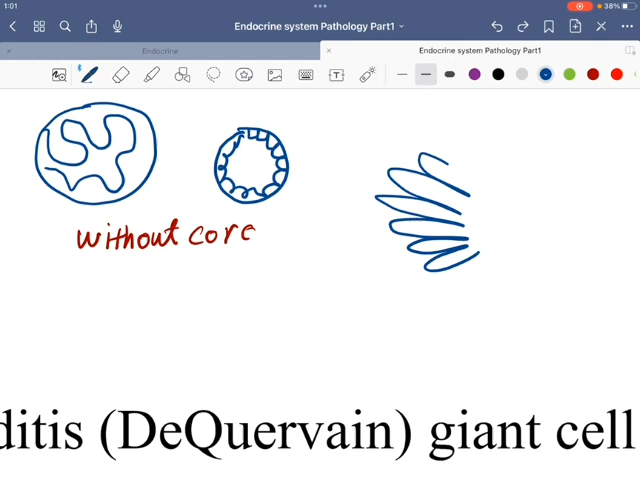 1:01
38%
Endocrine system Pathology Part1
Endocrine
Endocrine system Pathology Part1
T
without core
ditis (DeQuervain) giant cell